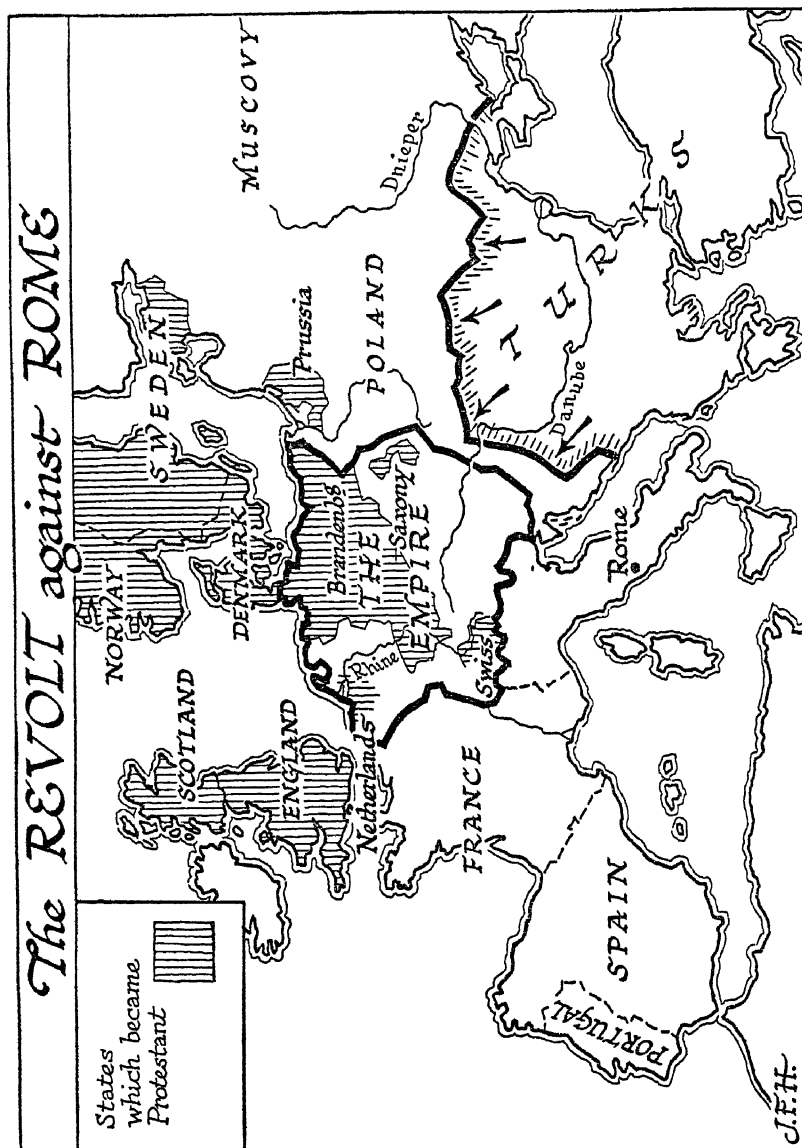 The REVOLT against ROME
States
which became
Protestant
NORWAY
SWEDEN
SCOTLAND
DENMARK
ENGLAND
Netherlands
Rhine
Brandenbg
THE
EMPIRE
Saxony
Swiss
Prussia
POLAND
MUSCOVY
Dnieper
TURKS
Danube
FRANCE
Rome
SPAIN
PORTUGAL
J.F.H.